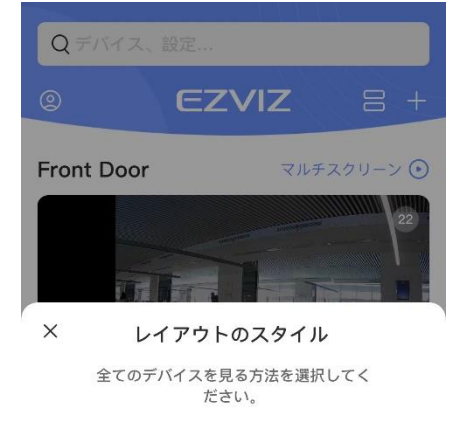 デバイス、設定...
EZVIZ
Front Door
マルチスクリーン
22
レイアウトのスタイル
全てのデバイスを見る方法を選択してく
ださい。